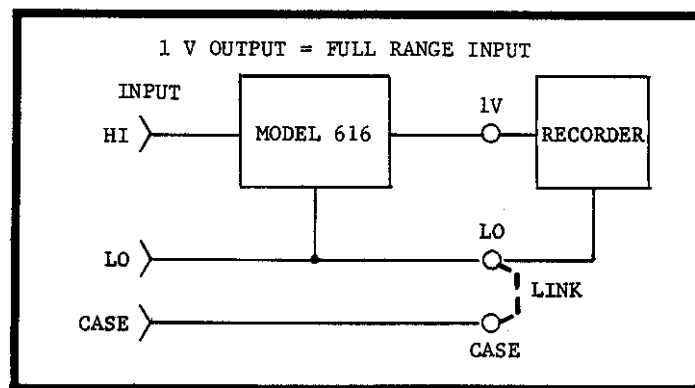 1 V OUTPUT = FULL RANGE INPUT
INPUT
1V
HI
MODEL 616
RECORDER
LO
LO
LINK
CASE
CASE